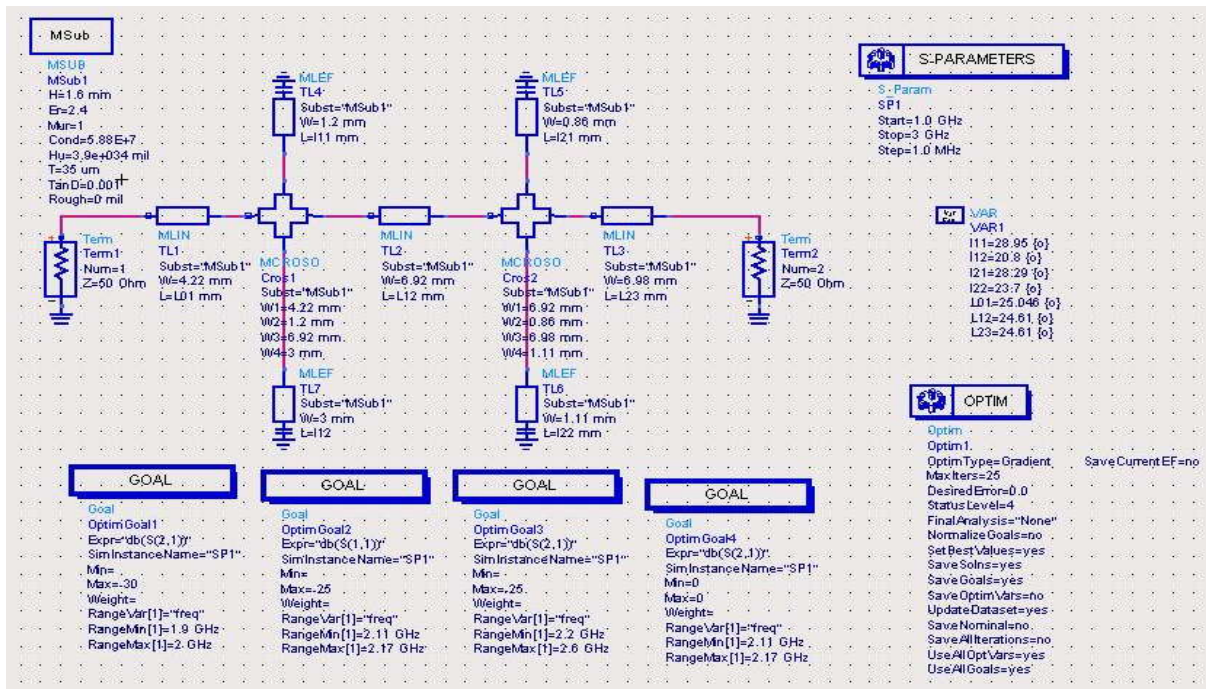 MSub
MSUB
MSub1
H=1.6 mm
Er=2.4
Mur=1
Cond=5.88E+7
Hu=3.9e+034 mil
T=35 um
TanD=0.001
Rough=0 mil
MLEF
TL4
Subst="MSub1"
W=1.2 mm
L=l11 mm
MLEF
TL5
Subst="MSub1"
W=0.86 mm
L=l21 mm
S-PARAMETERS
S_Param
SP1
Start=1.0 GHz
Stop=3 GHz
Step=1.0 MHz
Term
Term1
Num=1
Z=50 Ohm
MLIN
TL1
Subst="MSub1"
W=4.22 mm
L=L01 mm
MCROSO
Cros1
Subst="MSub1"
W1=4.22 mm
W2=1.2 mm
W3=6.92 mm
W4=3 mm
MLIN
TL2
Subst="MSub1"
W=6.92 mm
L=L12 mm
MCROSO
Cros2
Subst="MSub1"
W1=6.92 mm
W2=0.86 mm
W3=6.98 mm
W4=1.11 mm
MLIN
TL3
Subst="MSub1"
W=6.98 mm
L=L23 mm
Term
Term2
Num=2
Z=50 Ohm
Var
Eqn
VAR
VAR1
l11=28.95 {o}
l12=20.8 {o}
l21=28.29 {o}
l22=23.7 {o}
L01=25.046 {o}
L12=24.61 {o}
L23=24.61 {o}
MLEF
TL7
Subst="MSub1"
W=3 mm
L=l12
MLEF
TL6
Subst="MSub1"
W=1.11 mm
L=l22 mm
OPTIM
Optim
Optim1
OptimType=Gradient SaveCurrentEF=no
MaxIters=25
DesiredError=0.0
StatusLevel=4
FinalAnalysis="None"
NormalizeGoals=no
SetBestValues=yes
SaveSolns=yes
SaveGoals=yes
SaveOptimVars=no
UpdateDataset=yes
SaveNominal=no
SaveAllIterations=no
UseAllOptVars=yes
UseAllGoals=yes
GOAL
Goal
OptimGoal1
Expr="db(S(2,1))"
SimInstanceName="SP1"
Min=
Max=-30
Weight=
RangeVar[1]="freq"
RangeMin[1]=1.9 GHz
RangeMax[1]=2 GHz
GOAL
Goal
OptimGoal2
Expr="db(S(1,1))"
SimInstanceName="SP1"
Min=
Max=-25
Weight=
RangeVar[1]="freq"
RangeMin[1]=2.11 GHz
RangeMax[1]=2.17 GHz
GOAL
Goal
OptimGoal3
Expr="db(S(2,1))"
SimInstanceName="SP1"
Min=
Max=-25
Weight=
RangeVar[1]="freq"
RangeMin[1]=2.2 GHz
RangeMax[1]=2.6 GHz
GOAL
Goal
OptimGoal4
Expr="db(S(2,1))"
SimInstanceName="SP1"
Min=0
Max=0
Weight=
RangeVar[1]="freq"
RangeMin[1]=2.11 GHz
RangeMax[1]=2.17 GHz